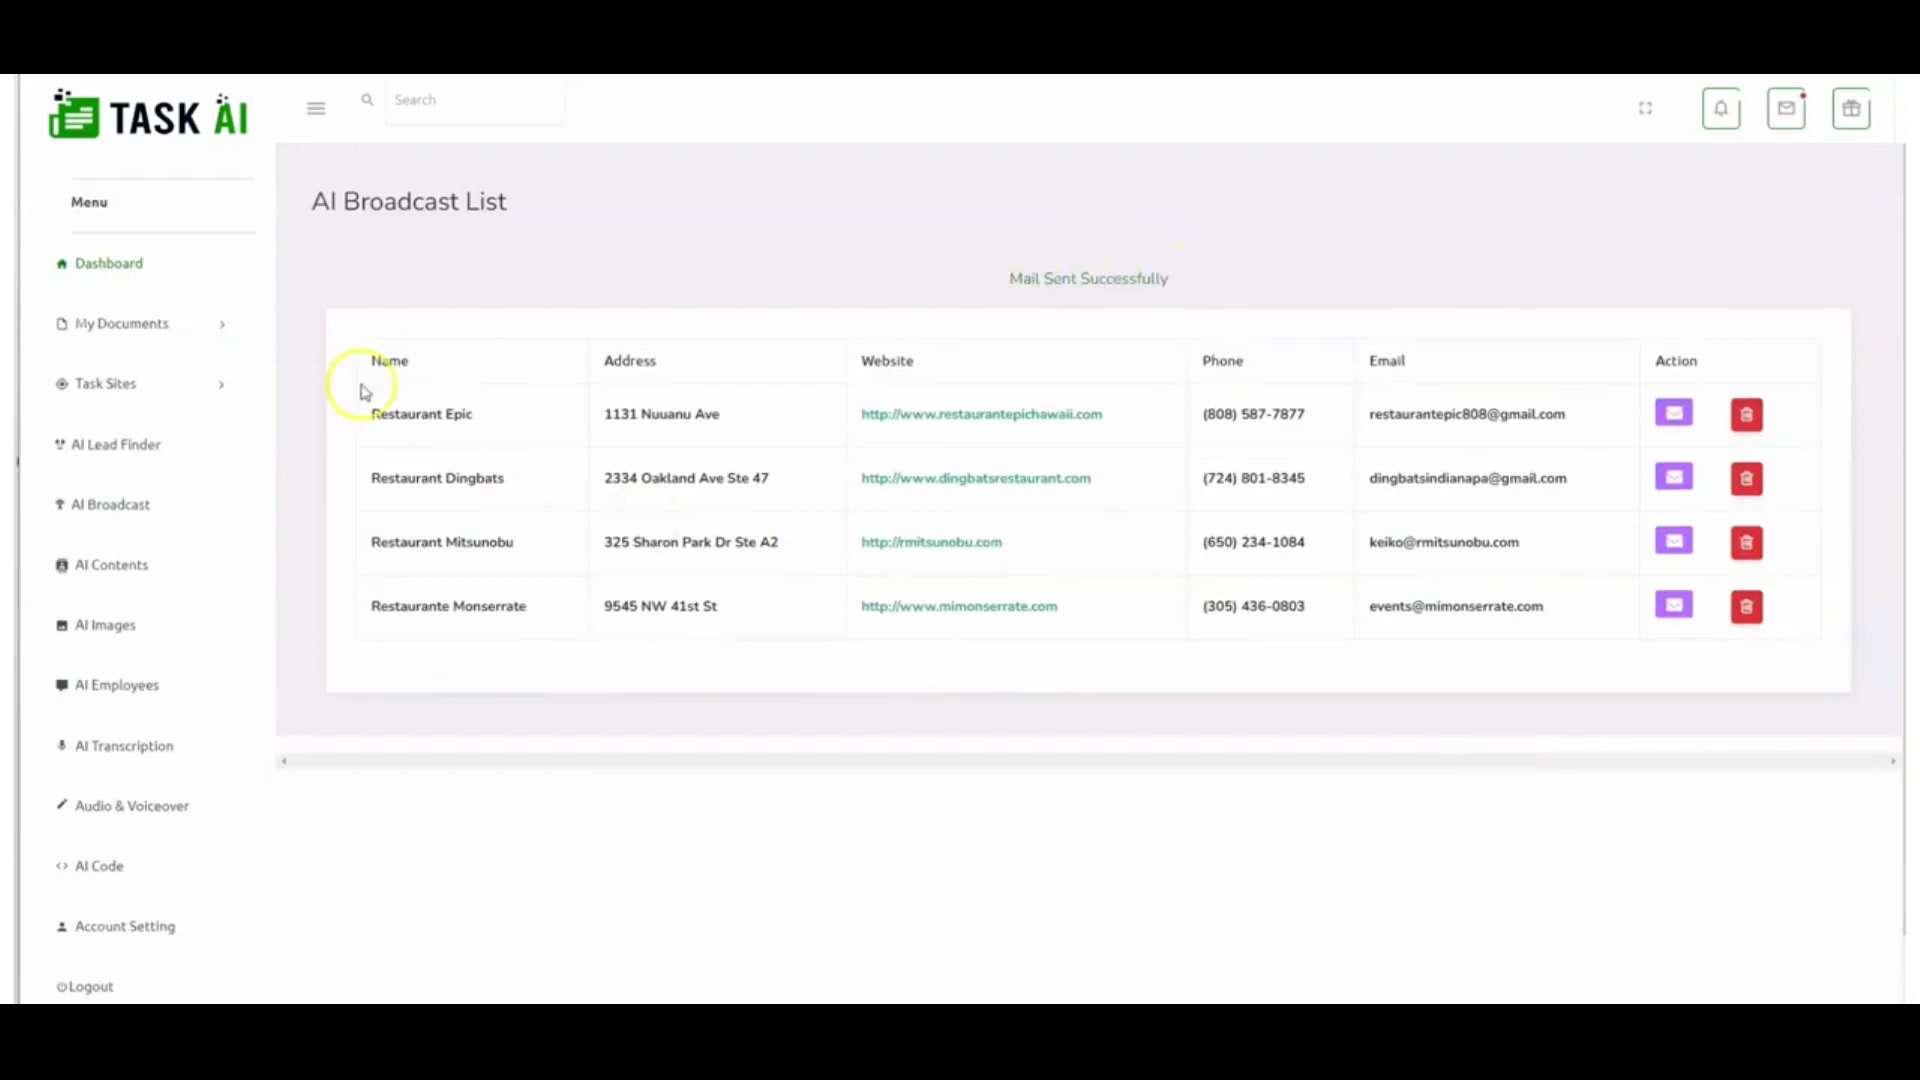 TASK AI
Search
Menu
AI Broadcast List
Dashboard
Mail Sent Successfully
My Documents
Name Address Website Phone Email Action
Task Sites
Restaurant Epic 1131 Nuuanu Ave http://www.restaurantepichawaii.com (808) 587-7877 restaurantepic808@gmail.com
AI Lead Finder
Restaurant Dingbats 2334 Oakland Ave Ste 47 http://www.dingbatsrestaurant.com (724) 801-8345 dingbatsindianapa@gmail.com
AI Broadcast
Restaurant Mitsunobu 325 Sharon Park Dr Ste A2 http://rmitsunobu.com (650) 234-1084 keiko@rmitsunobu.com
AI Contents
Restaurante Monserrate 9545 NW 41st St http://www.mimonserrate.com (305) 436-0803 events@mimonserrate.com
AI Images
AI Employees
AI Transcription
Audio & Voiceover
AI Code
Account Setting
Logout